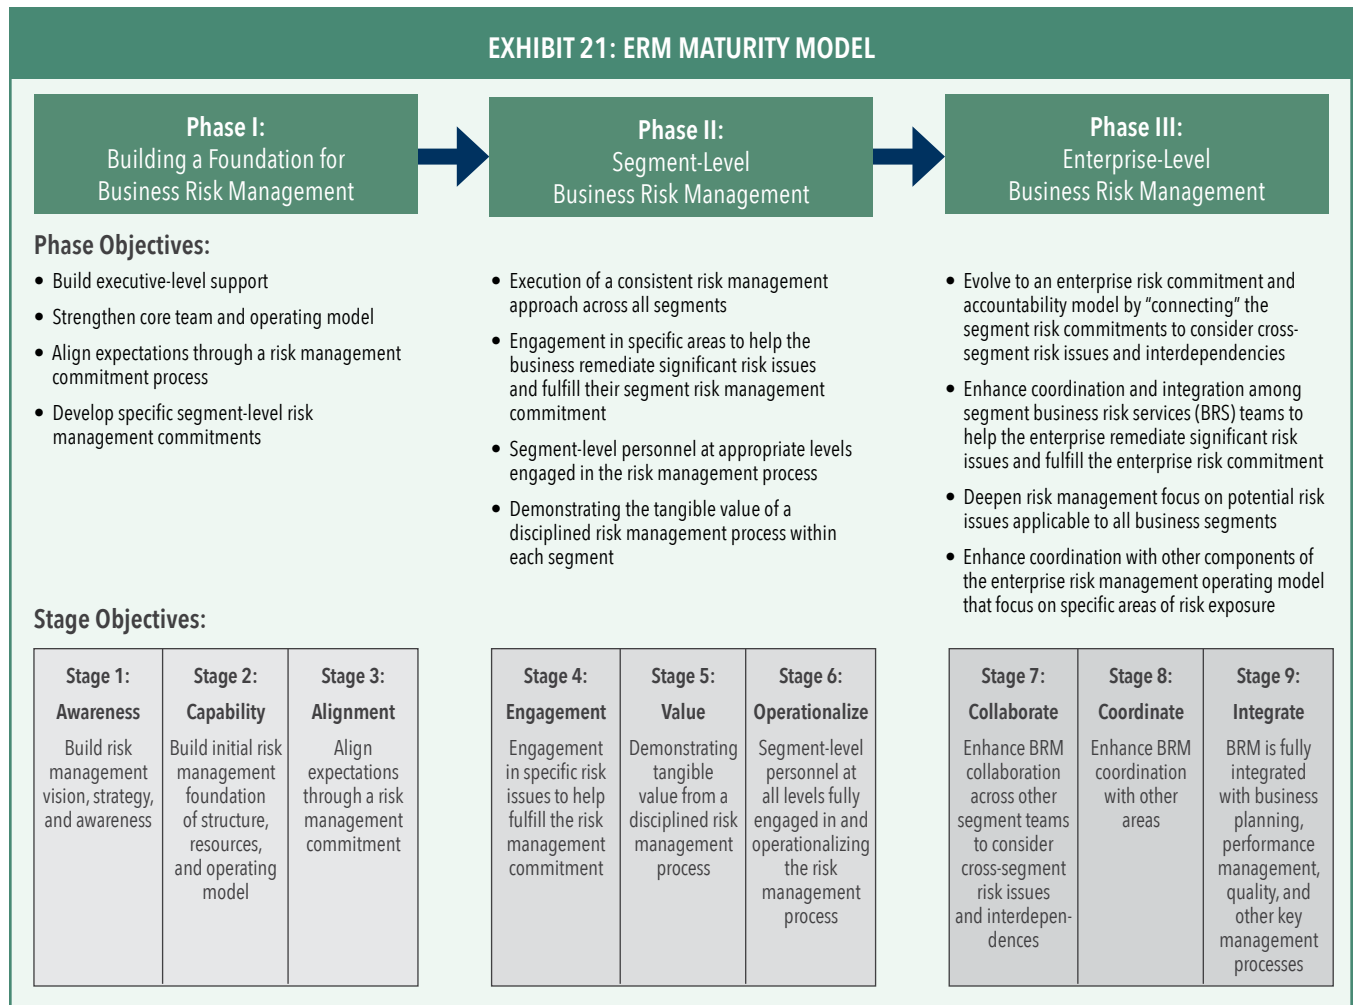 EXHIBIT 21: ERM MATURITY MODEL
Phase I:
Building a Foundation for
Business Risk Management
Phase II:
Segment-Level
Business Risk Management
Phase III:
Enterprise-Level
Business Risk Management
Phase Objectives:
• Build executive-level support
• Strengthen core team and operating model
• Align expectations through a risk management
commitment process
• Develop specific segment-level risk
management commitments
• Execution of a consistent risk management
approach across all segments
• Engagement in specific areas to help the
business remediate significant risk issues
and fulfill their segment risk management
commitment
• Segment-level personnel at appropriate levels
engaged in the risk management process
• Demonstrating the tangible value of a
disciplined risk management process within
each segment
• Evolve to an enterprise risk commitment and
accountability model by “connecting” the
segment risk commitments to consider cross-
segment risk issues and interdependencies
• Enhance coordination and integration among
segment business risk services (BRS) teams to
help the enterprise remediate significant risk
issues and fulfill the enterprise risk commitment
• Deepen risk management focus on potential risk
issues applicable to all business segments
• Enhance coordination with other components of
the enterprise risk management operating model
that focus on specific areas of risk exposure
Stage Objectives:
Stage 1:
Awareness
Build risk
management
vision, strategy,
and awareness
Stage 2:
Capability
Build initial risk
management
foundation
of structure,
resources,
and operating
model
Stage 3:
Alignment
Align
expectations
through a risk
management
commitment
Stage 4:
Engagement
Engagement
in specific risk
issues to help
fulfill the risk
management
commitment
Stage 5:
Value
Demonstrating
tangible
value from a
disciplined risk
management
process
Stage 6:
Operationalize
Segment-level
personnel at
all levels fully
engaged in and
operationalizing
the risk
management
process
Stage 7:
Collaborate
Enhance BRM
collaboration
across other
segment teams
to consider
cross-segment
risk issues
and interdepen-
dences
Stage 8:
Coordinate
Enhance BRM
coordination
with other
areas
Stage 9:
Integrate
BRM is fully
integrated
with business
planning,
performance
management,
quality, and
other key
management
processes